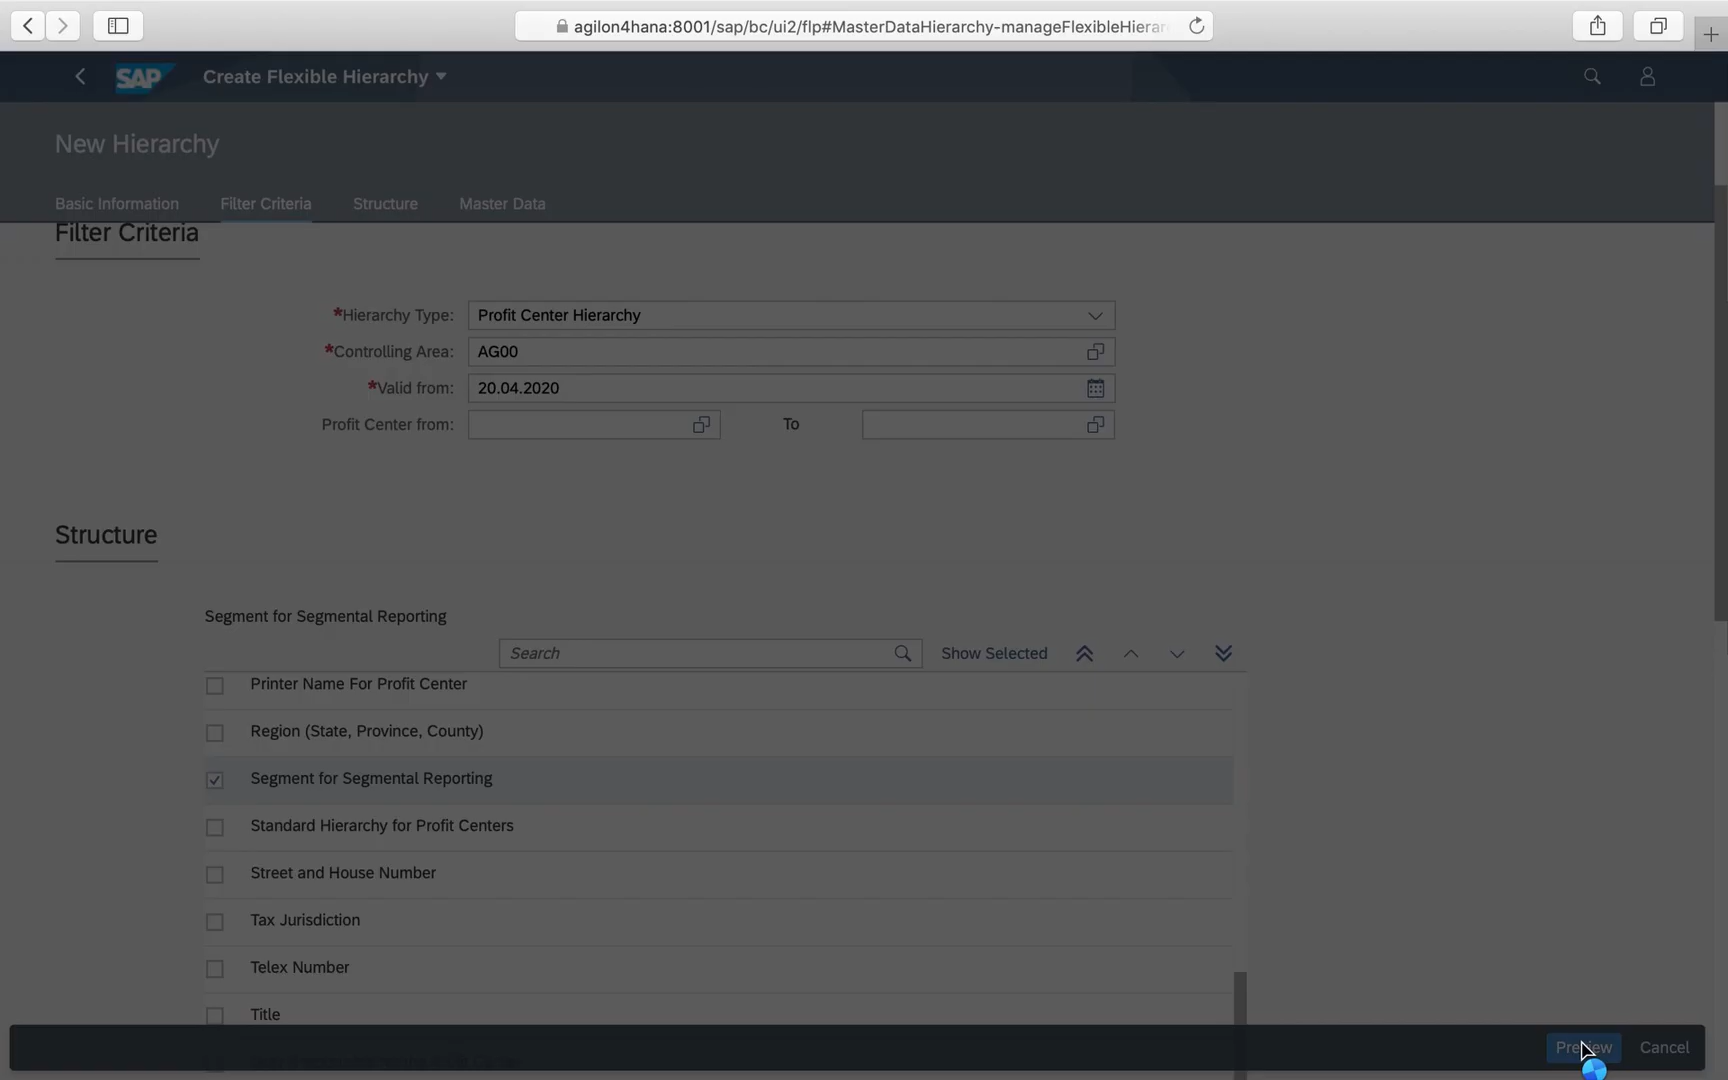 agilon4hana:8001/sap/bc/ui2/flp#MasterDataHierarchy-manageFlexibleHierar
SAP Create Flexible Hierarchy
New Hierarchy
Basic Information Filter Criteria Structure Master Data
Filter Criteria
*Hierarchy Type: Profit Center Hierarchy
*Controlling Area: AG00
*Valid from: 20.04.2020
Profit Center from: To
Structure
Segment for Segmental Reporting
Search Show Selected
Printer Name For Profit Center
Region (State, Province, County)
Segment for Segmental Reporting
Standard Hierarchy for Profit Centers
Street and House Number
Tax Jurisdiction
Telex Number
Title
Preview Cancel